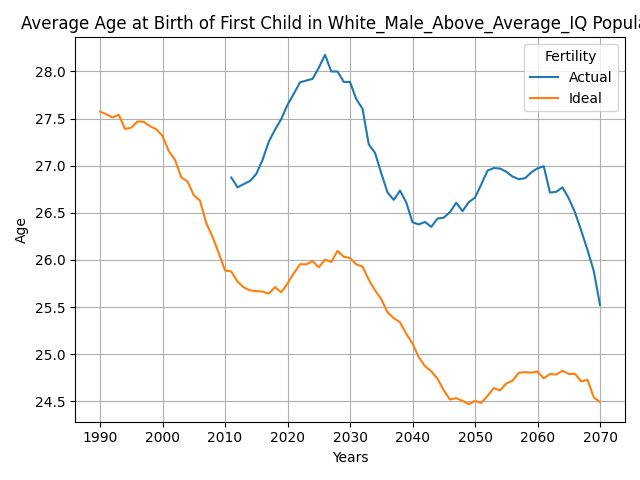 Average Age at Birth of First Child in White_Male_Above_Average_IQ Popula
Fertility
Actual
Ideal
28.0
27.5
27.0
26.5
26.0
25.5
25.0
24.5
Age
1990 2000 2010 2020 2030 2040 2050 2060 2070
Years